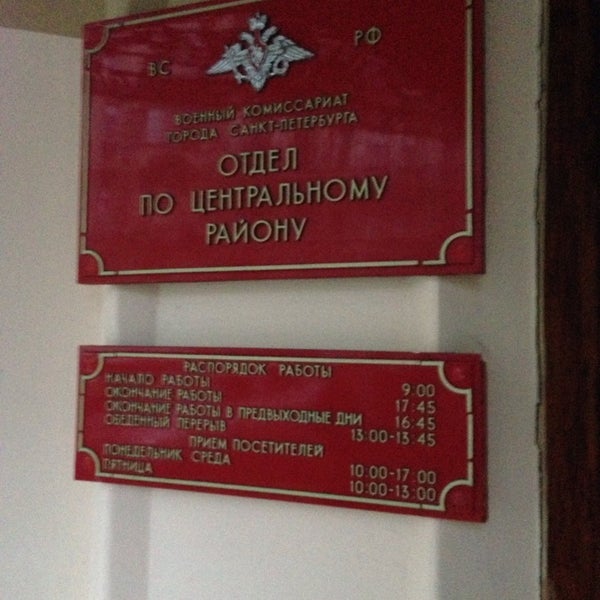 ВС РФ
ВОЕННЫЙ КОМИССАРИАТ
ГОРОДА САНКТ-ПЕТЕРБУРГА
ОТДЕЛ
ПО ЦЕНТРАЛЬНОМУ
РАЙОНУ
РАСПОРЯДОК РАБОТЫ
НАЧАЛО РАБОТЫ 9:00
ОКОНЧАНИЕ РАБОТЫ 17:45
ОКОНЧАНИЕ РАБОТЫ В ПРЕДВЫХОДНЫЕ ДНИ 16:45
ОБЕДЕННЫЙ ПЕРЕРЫВ 13:00-13:45
ПРИЕМ ПОСЕТИТЕЛЕЙ
ПОНЕДЕЛЬНИК СРЕДА 10:00-17:00
ПЯТНИЦА 10:00-13:00